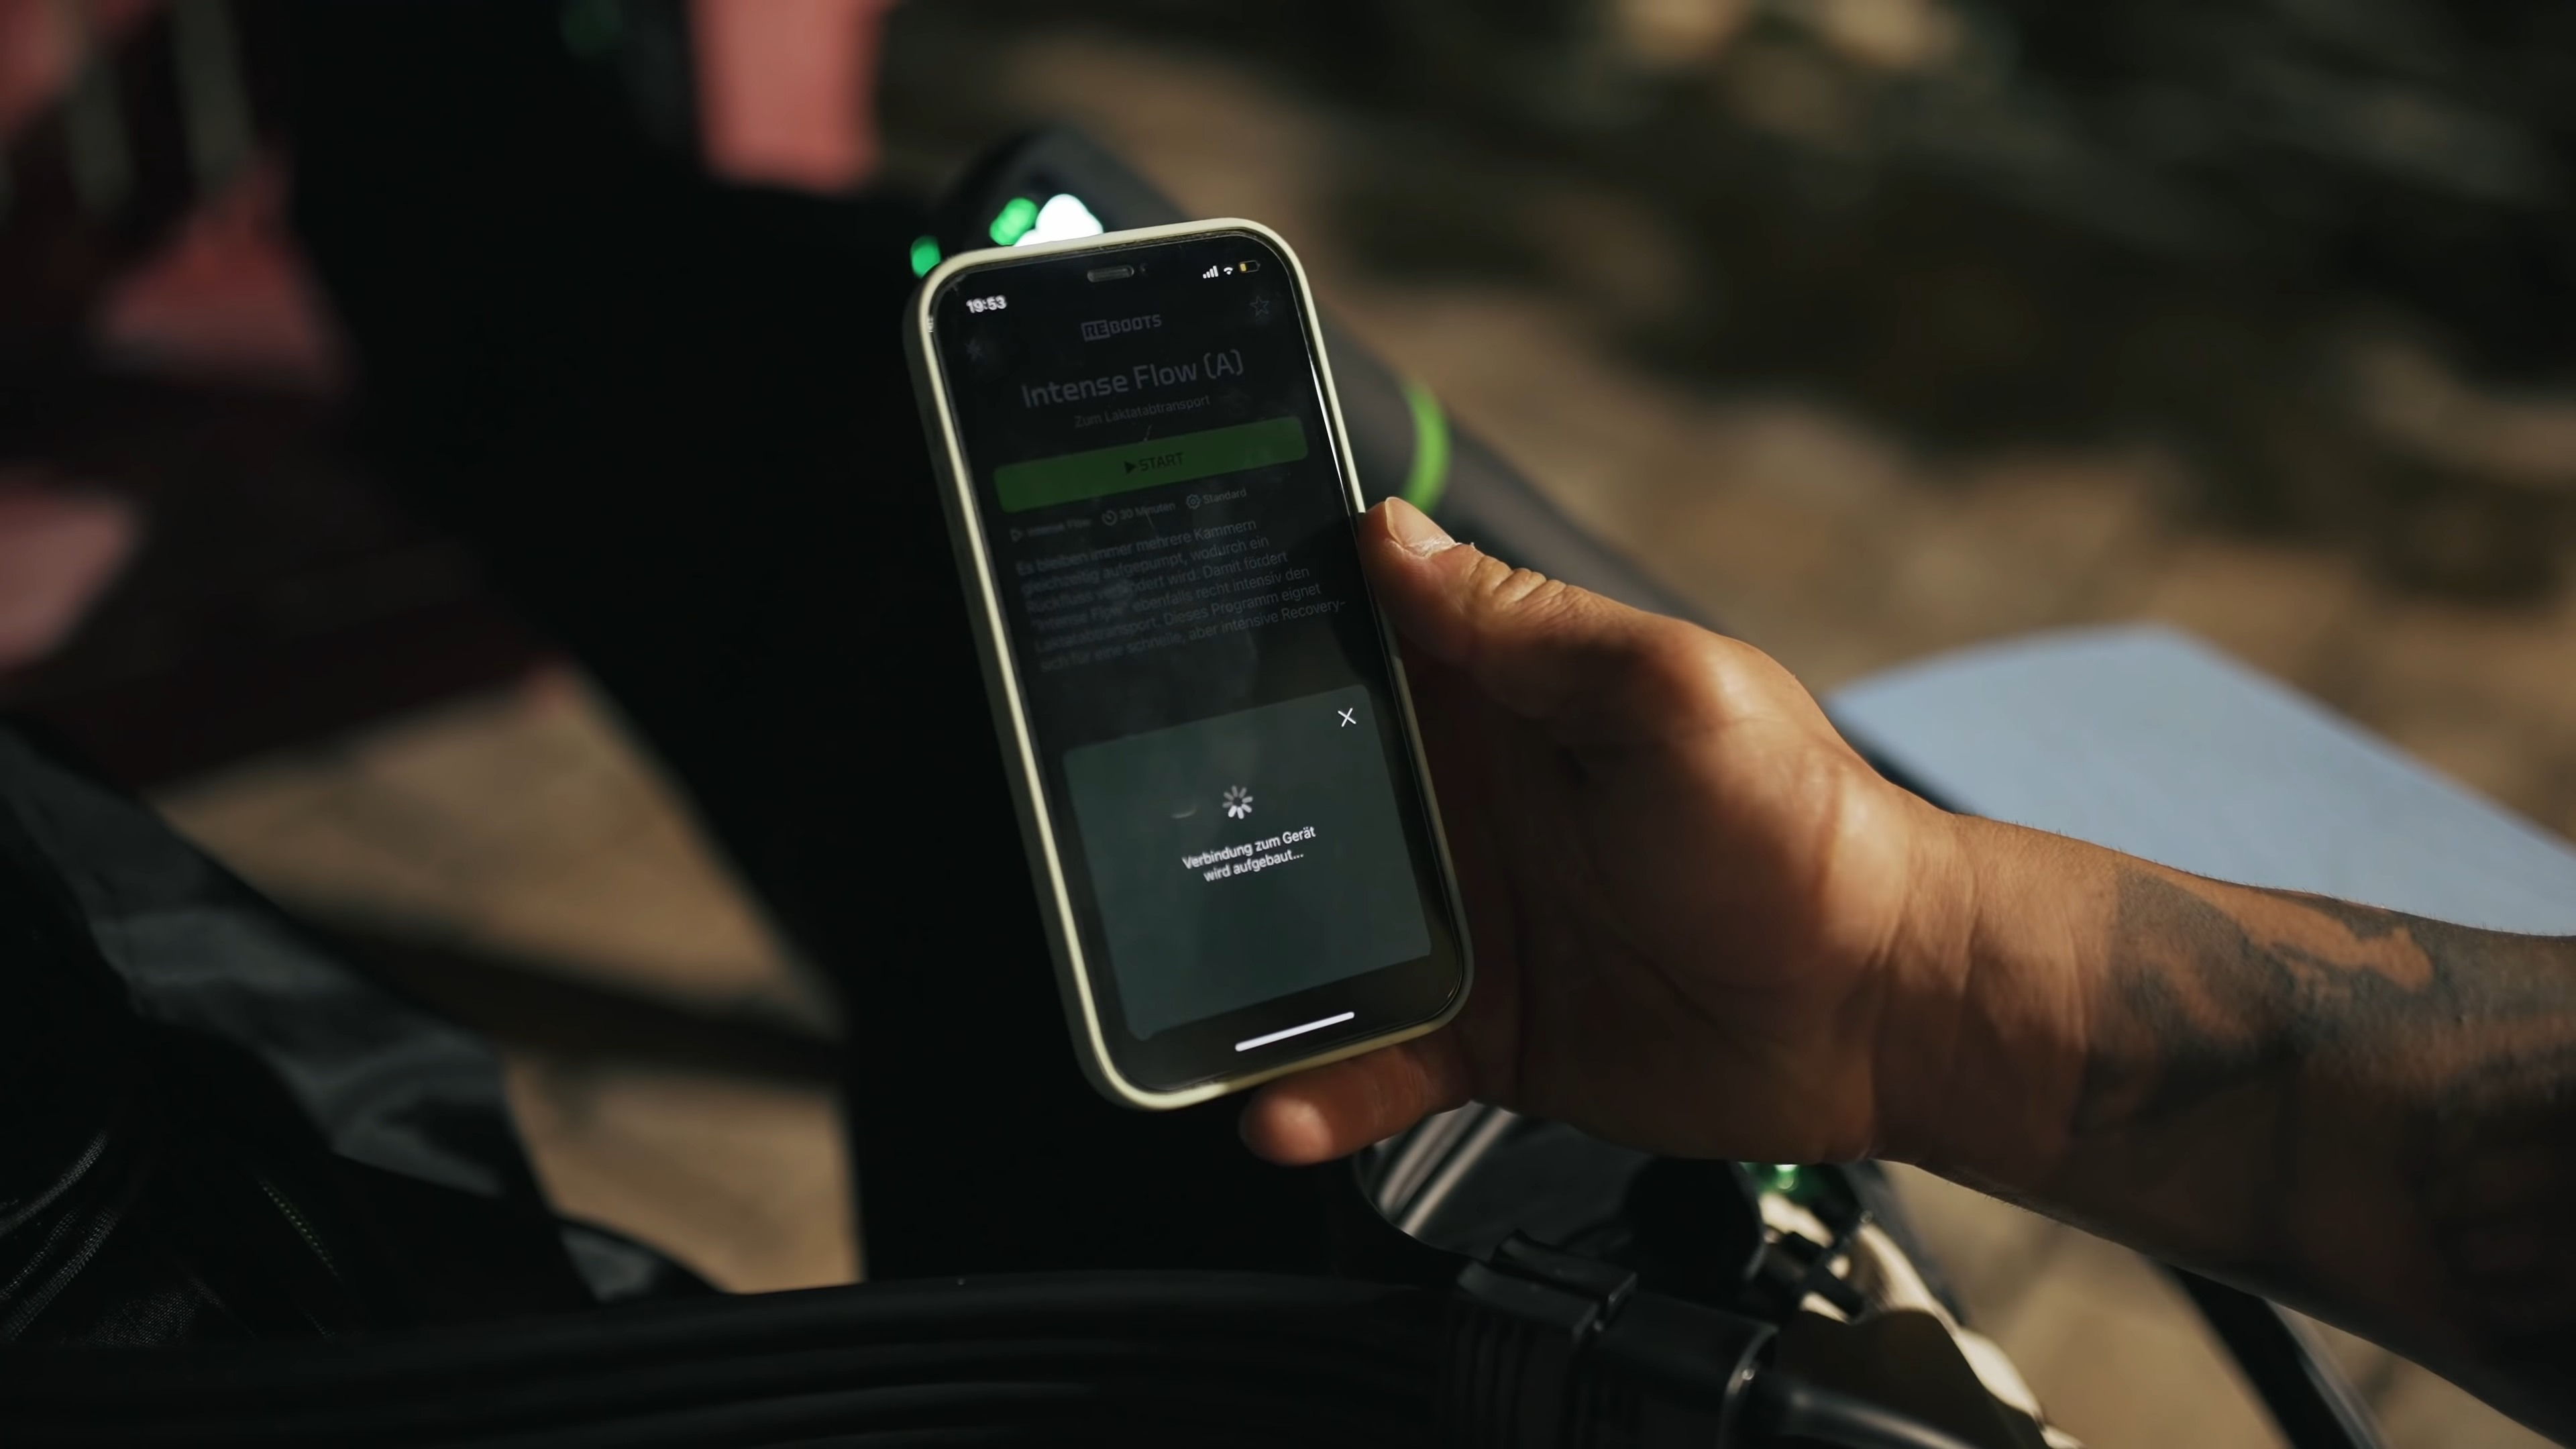 19:53
REBOOTS
Intense Flow (A)
Zum Laktatabtransport
START
Intense Flow 30 Minuten Standard
Es bleiben immer mehrere Kammern
gleichzeitig aufgepumpt, wodurch ein
Rückfluss verhindert wird. Damit fördert
"Intense Flow" ebenfalls recht intensiv den
Laktatabtransport. Dieses Programm eignet
sich für eine schnelle, aber intensive Recovery-
Verbindung zum Gerät
wird aufgebaut...